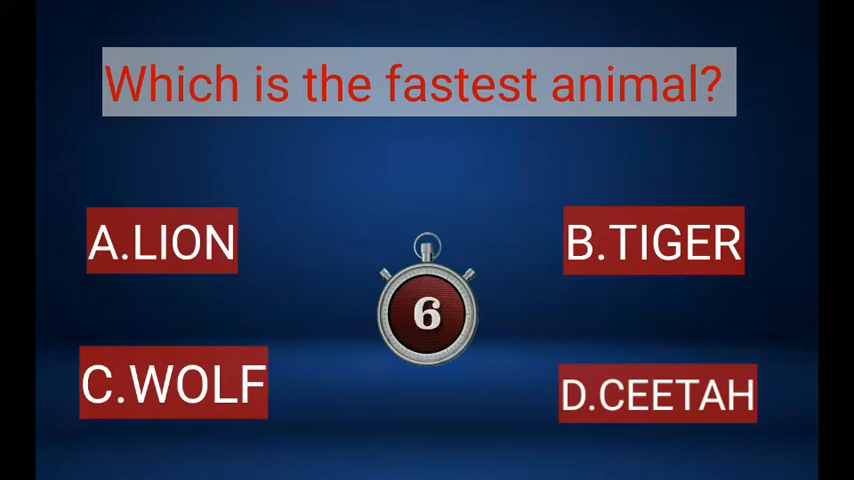 Which is the fastest animal?
A.LION
B.TIGER
6
C.WOLF
D.CEETAH